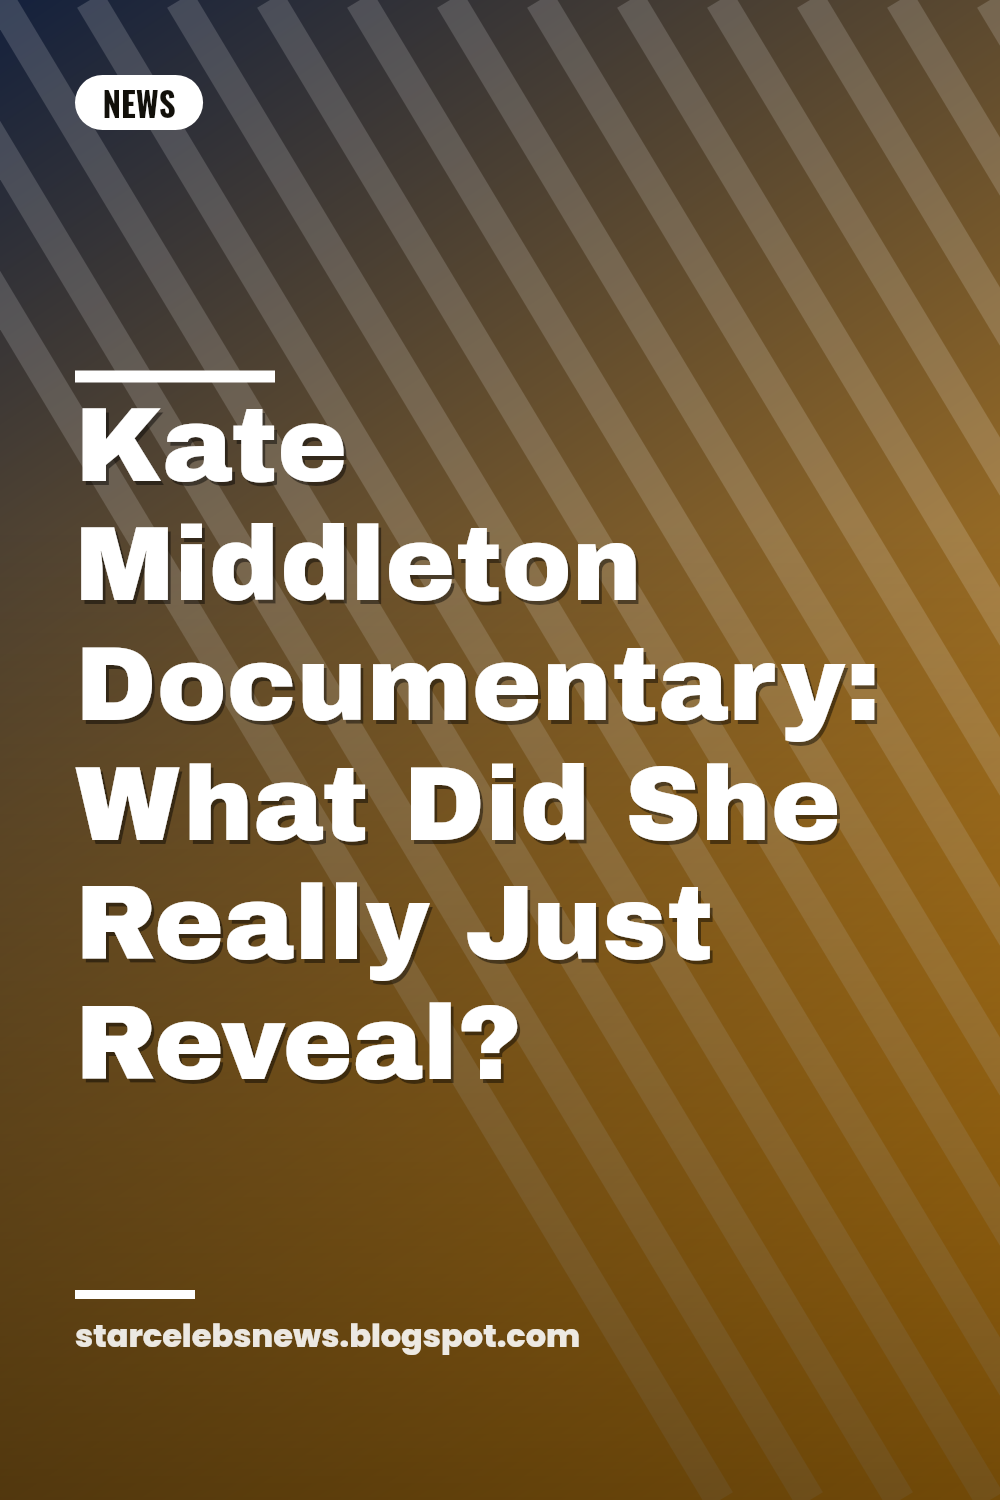 NEWS
Kate
Middleton
Documentary:
What Did She
Really Just
Reveal?
starcelebsnews.blogspot.com